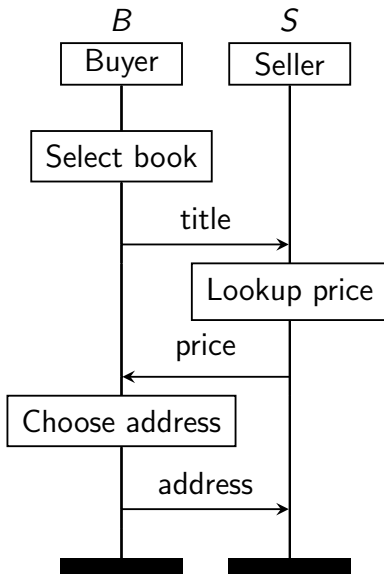 B S
Buyer Seller
Select book
title
Lookup price
price
Choose address
address